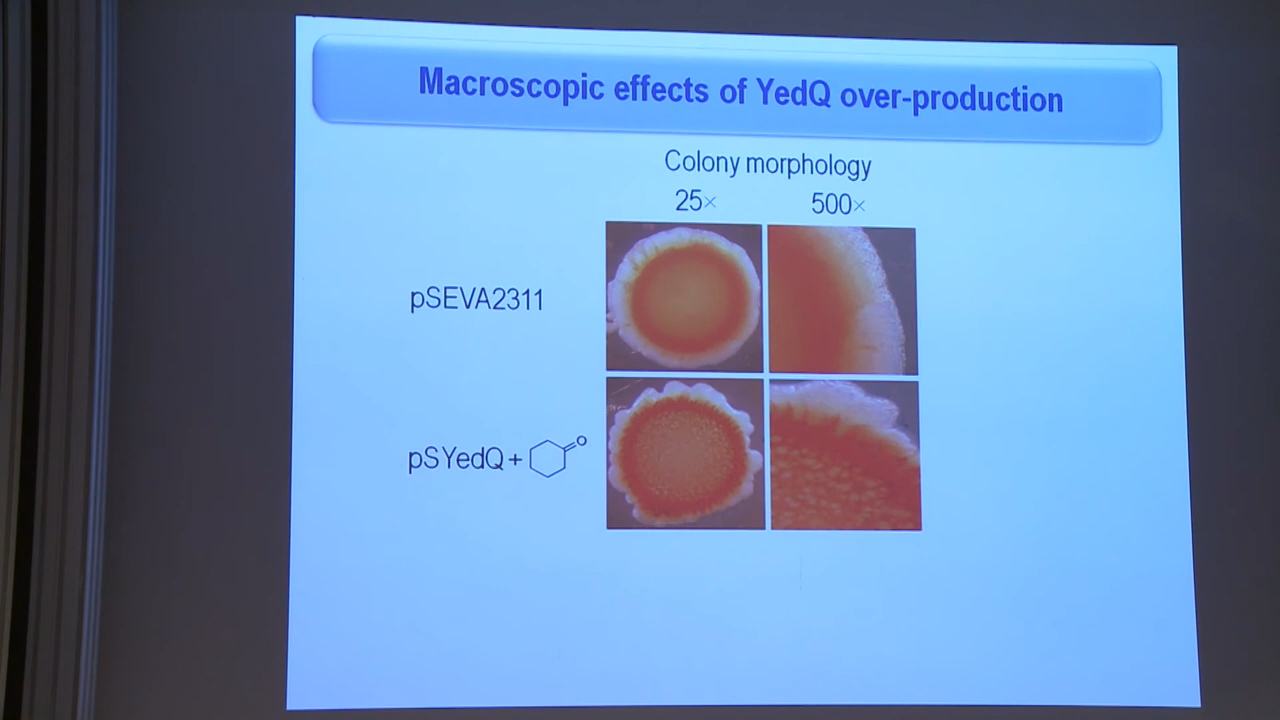 Macroscopic effects of YedQ over-production
Colony morphology
25× 500×
pSEVA2311
pSYedQ + O